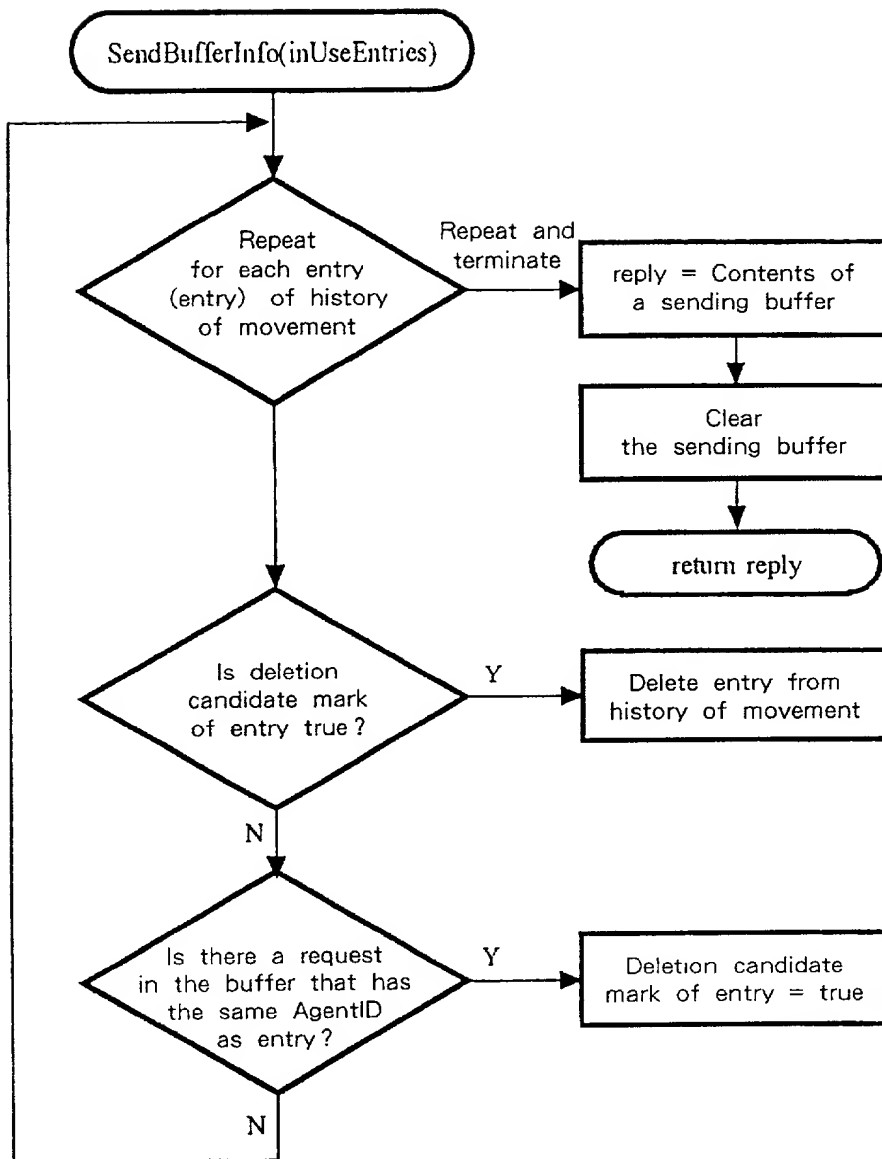 SendBufferInfo(inUseEntries)
Repeat
for each entry
(entry) of history
of movement
Repeat and
terminate
reply = Contents of
a sending buffer
Clear
the sending buffer
return reply
Is deletion
candidate mark
of entry true?
Y
Delete entry from
history of movement
N
Is there a request
in the buffer that has
the same AgentID
as entry?
Y
Deletion candidate
mark of entry = true
N